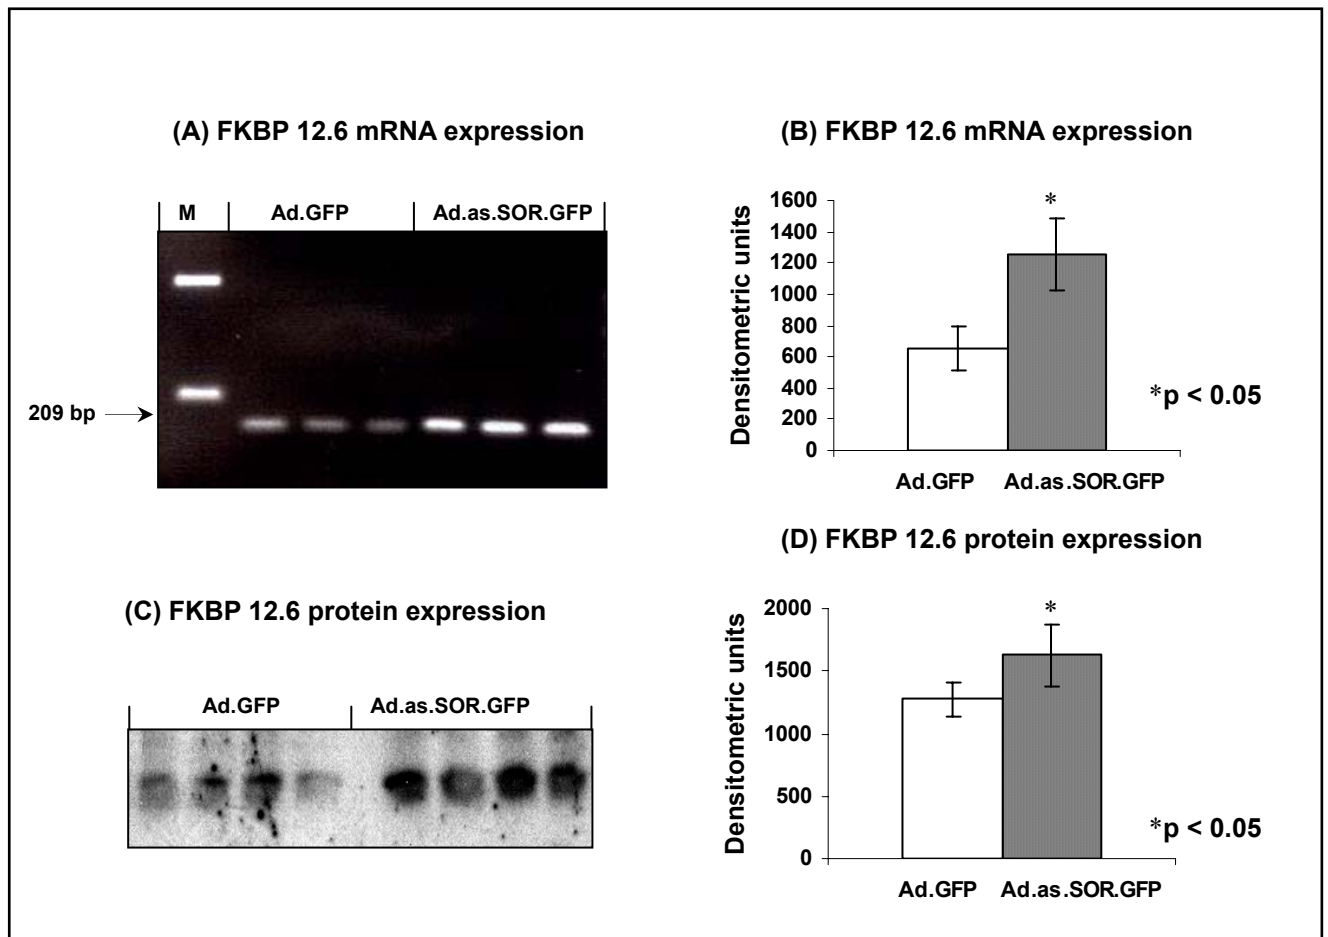 (A) FKBP 12.6 mRNA expression
M Ad.GFP Ad.as.SOR.GFP
209 bp
(B) FKBP 12.6 mRNA expression
Densitometric units
1600
1400
1200
1000
800
600
400
200
0
*
*p < 0.05
Ad.GFP Ad.as.SOR.GFP
(C) FKBP 12.6 protein expression
Ad.GFP Ad.as.SOR.GFP
(D) FKBP 12.6 protein expression
Densitometric units
2000
1500
1000
500
0
*
*p < 0.05
Ad.GFP Ad.as.SOR.GFP